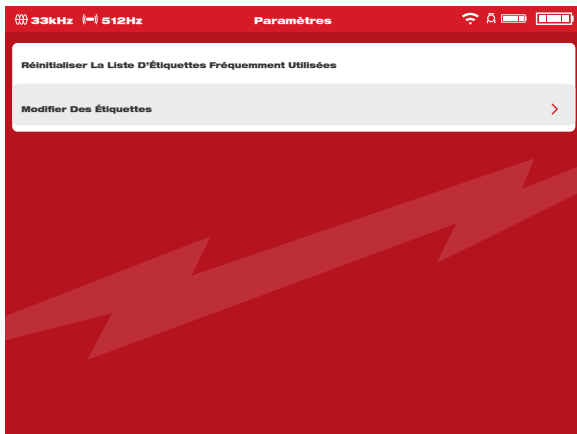 33kHz 512Hz Paramètres
Réinitialiser La Liste D'Étiquettes Fréquemment Utilisées
Modifier Des Étiquettes